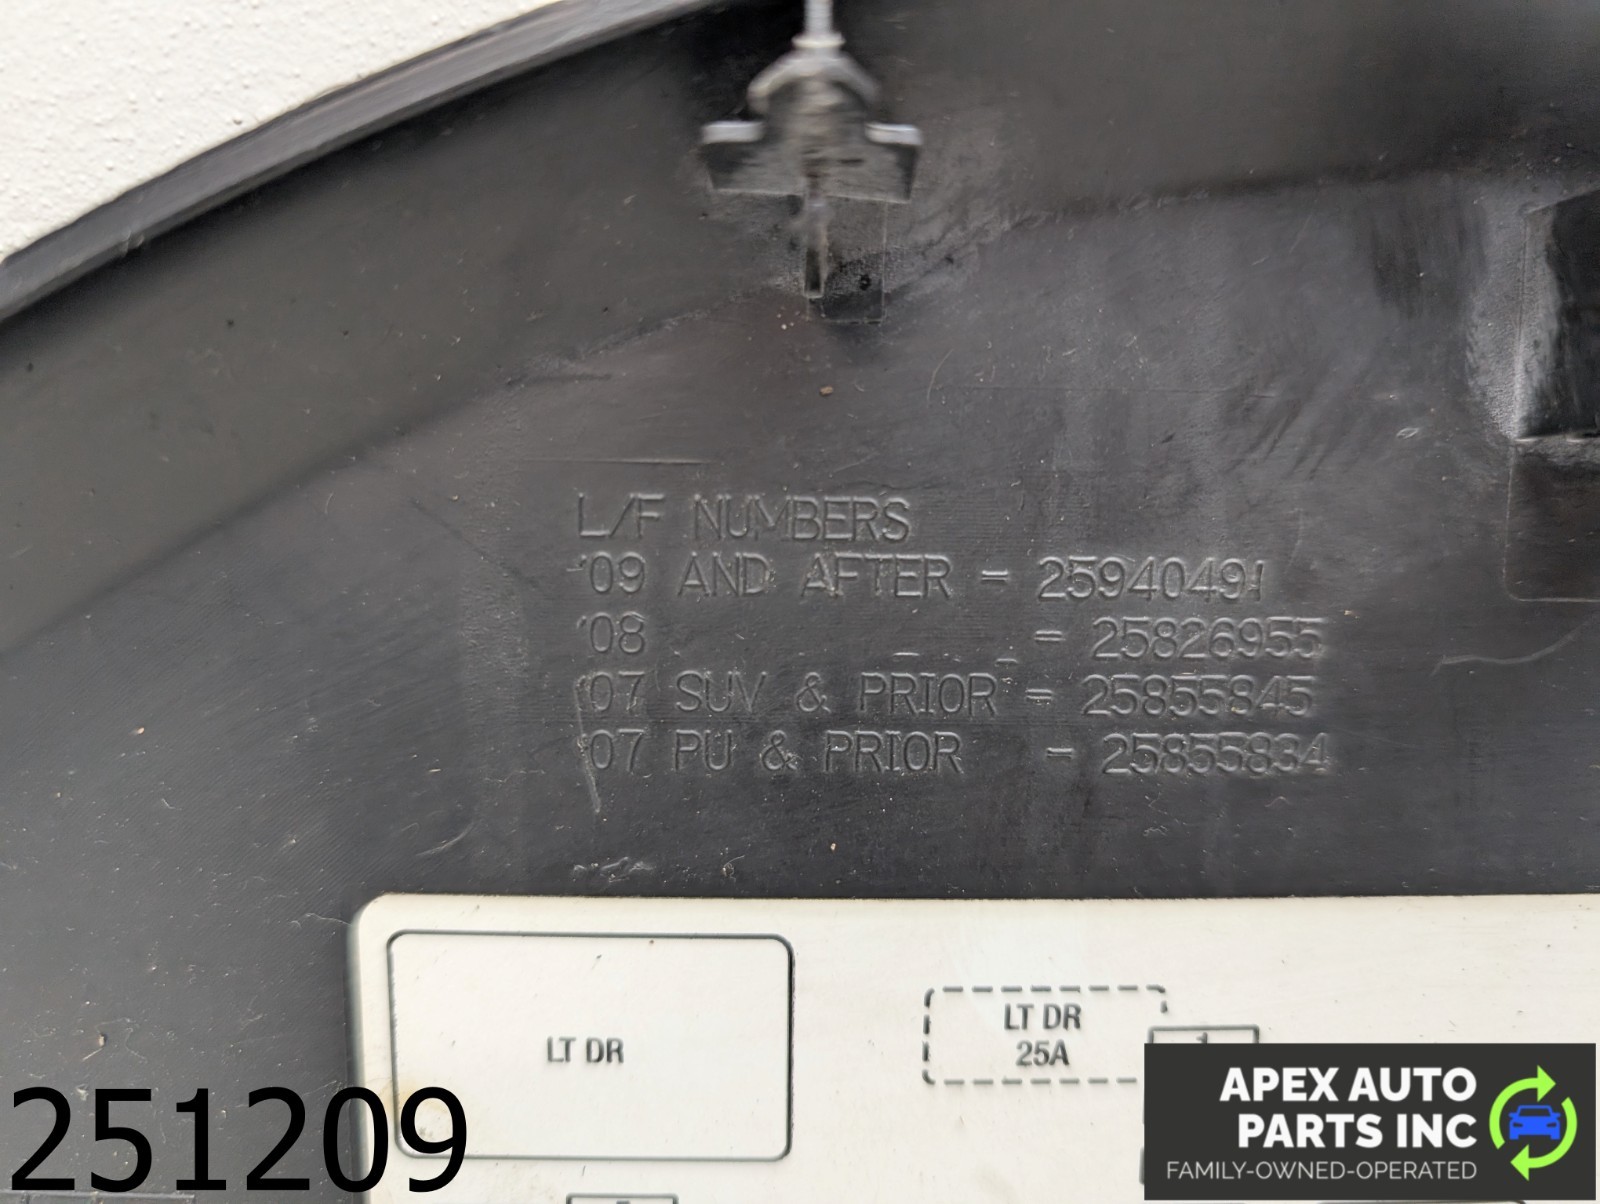 L/F NUMBERS
'09 AND AFTER - 25940491
'08 = 25826955
'07 SUV & PRIOR = 25855845
'07 PU & PRIOR - 25855834
LT DR
LT DR
25A
1
251209
APEX AUTO
PARTS INC
FAMILY-OWNED-OPERATED